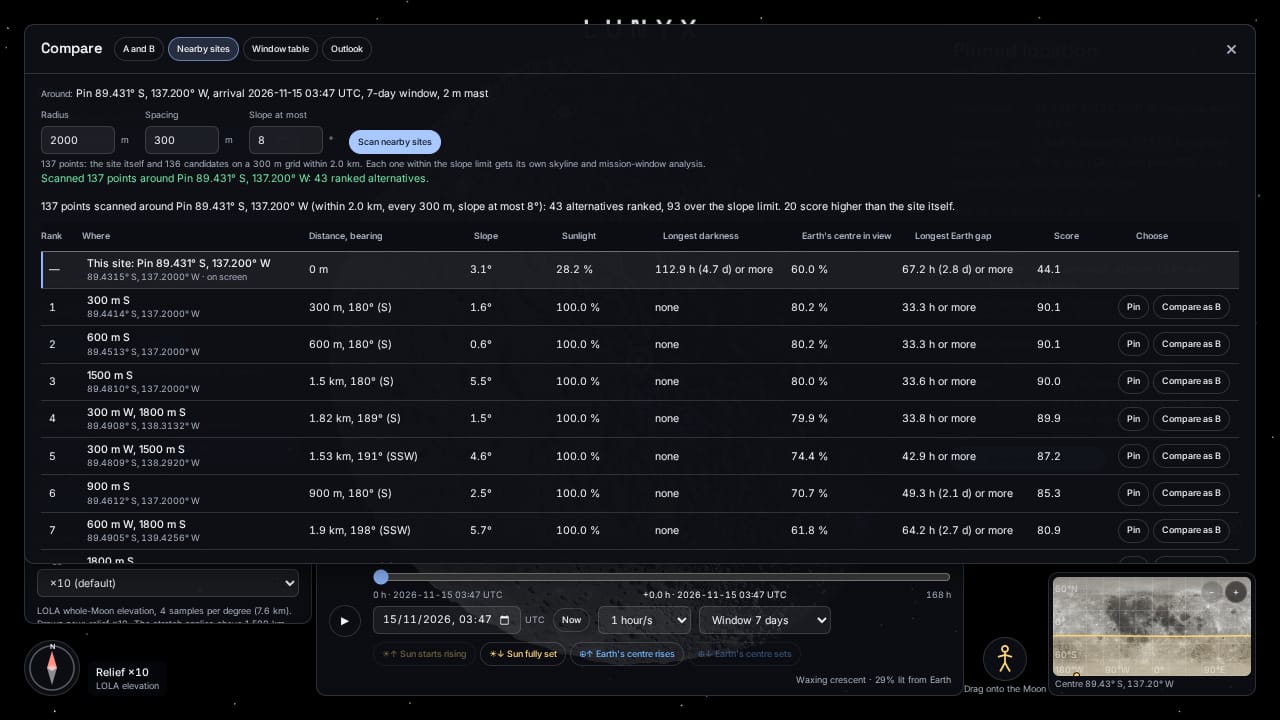 LUNYX
Compare
A and B
Nearby sites
Window table
Outlook
Pinned location
Around: Pin 89.431° S, 137.200° W, arrival 2026-11-15 03:47 UTC, 7-day window, 2 m mast
Radius Spacing Slope at most
2000 m 300 m 8 ° Scan nearby sites
137 points: the site itself and 136 candidates on a 300 m grid within 2.0 km. Each one within the slope limit gets its own skyline and mission-window analysis.
Scanned 137 points around Pin 89.431° S, 137.200° W: 43 ranked alternatives.
137 points scanned around Pin 89.431° S, 137.200° W (within 2.0 km, every 300 m, slope at most 8°): 43 alternatives ranked, 93 over the slope limit. 20 score higher than the site itself.
Rank Where Distance, bearing Slope Sunlight Longest darkness Earth's centre in view Longest Earth gap Score Choose
— This site: Pin 89.431° S, 137.200° W 0 m 3.1° 28.2 % 112.9 h (4.7 d) or more 60.0 % 67.2 h (2.8 d) or more 44.1
89.4315° S, 137.2000° W · on screen
1 300 m S 300 m, 180° (S) 1.6° 100.0 % none 80.2 % 33.3 h or more 90.1 Pin Compare as B
89.4414° S, 137.2000° W
2 600 m S 600 m, 180° (S) 0.6° 100.0 % none 80.2 % 33.3 h or more 90.1 Pin Compare as B
89.4513° S, 137.2000° W
3 1500 m S 1.5 km, 180° (S) 5.5° 100.0 % none 80.0 % 33.6 h or more 90.0 Pin Compare as B
89.4810° S, 137.2000° W
4 300 m W, 1800 m S 1.82 km, 189° (S) 1.5° 100.0 % none 79.9 % 33.8 h or more 89.9 Pin Compare as B
89.4908° S, 138.3132° W
5 300 m W, 1500 m S 1.53 km, 191° (SSW) 4.6° 100.0 % none 74.4 % 42.9 h or more 87.2 Pin Compare as B
89.4809° S, 138.2920° W
6 900 m S 900 m, 180° (S) 2.5° 100.0 % none 70.7 % 49.3 h (2.1 d) or more 85.3 Pin Compare as B
89.4612° S, 137.2000° W
7 600 m W, 1800 m S 1.9 km, 198° (SSW) 5.7° 100.0 % none 61.8 % 64.2 h (2.7 d) or more 80.9 Pin Compare as B
89.4905° S, 139.4256° W
1800 m S
×10 (default)
LOLA whole-Moon elevation, 4 samples per degree (7.6 km).
0 h · 2026-11-15 03:47 UTC +0.0 h · 2026-11-15 03:47 UTC 168 h
▶ 15/11/2026, 03:47 UTC Now 1 hour/s Window 7 days
☀↑ Sun starts rising ☀↓ Sun fully set ⊕↑ Earth's centre rises ⊕↓ Earth's centre sets
Waxing crescent · 29% lit from Earth
N
Relief ×10
LOLA elevation
Drag onto the Moon
60°N
0°
60°S
180°W 90°W 0° 90°E
− +
Centre 89.43° S, 137.20° W